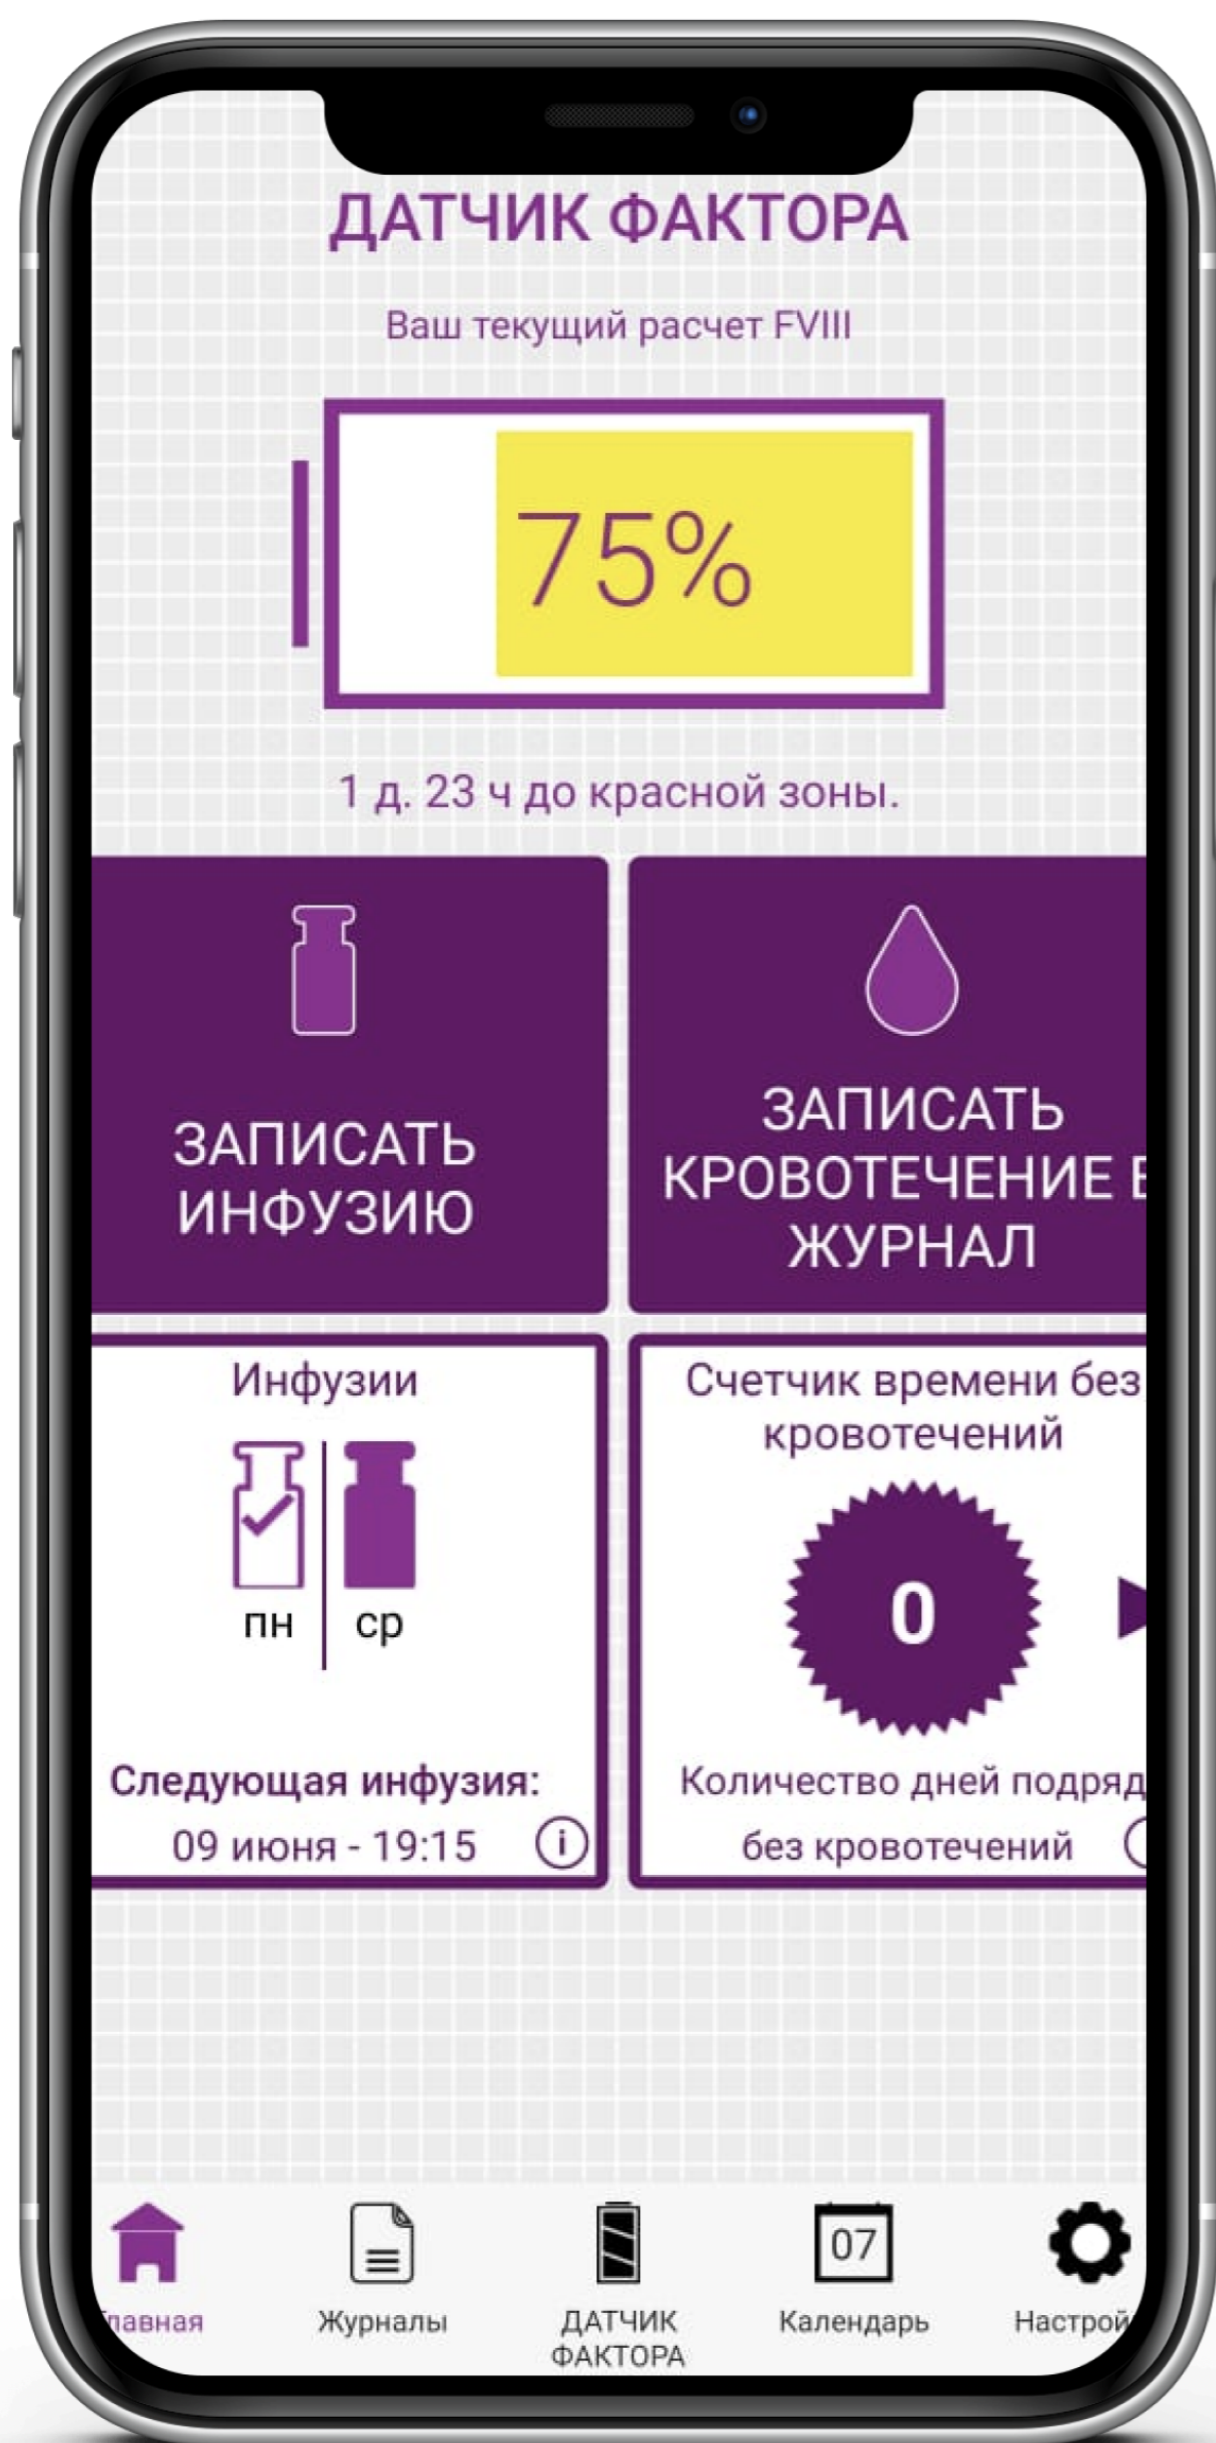 ДАТЧИК ФАКТОРА
Ваш текущий расчет FVIII
75%
1 д. 23 ч до красной зоны.
ЗАПИСАТЬ
ИНФУЗИЮ
ЗАПИСАТЬ
КРОВОТЕЧЕНИЕ
ЖУРНАЛ
Инфузии
пн
ср
Следующая инфузия:
09 июня - 19:15
i
Счетчик времени без
кровотечений
0
Количество дней подряд
без кровотечений
лавная
Журналы
ДАТЧИК
ФАКТОРА
07
Календарь
Настрой